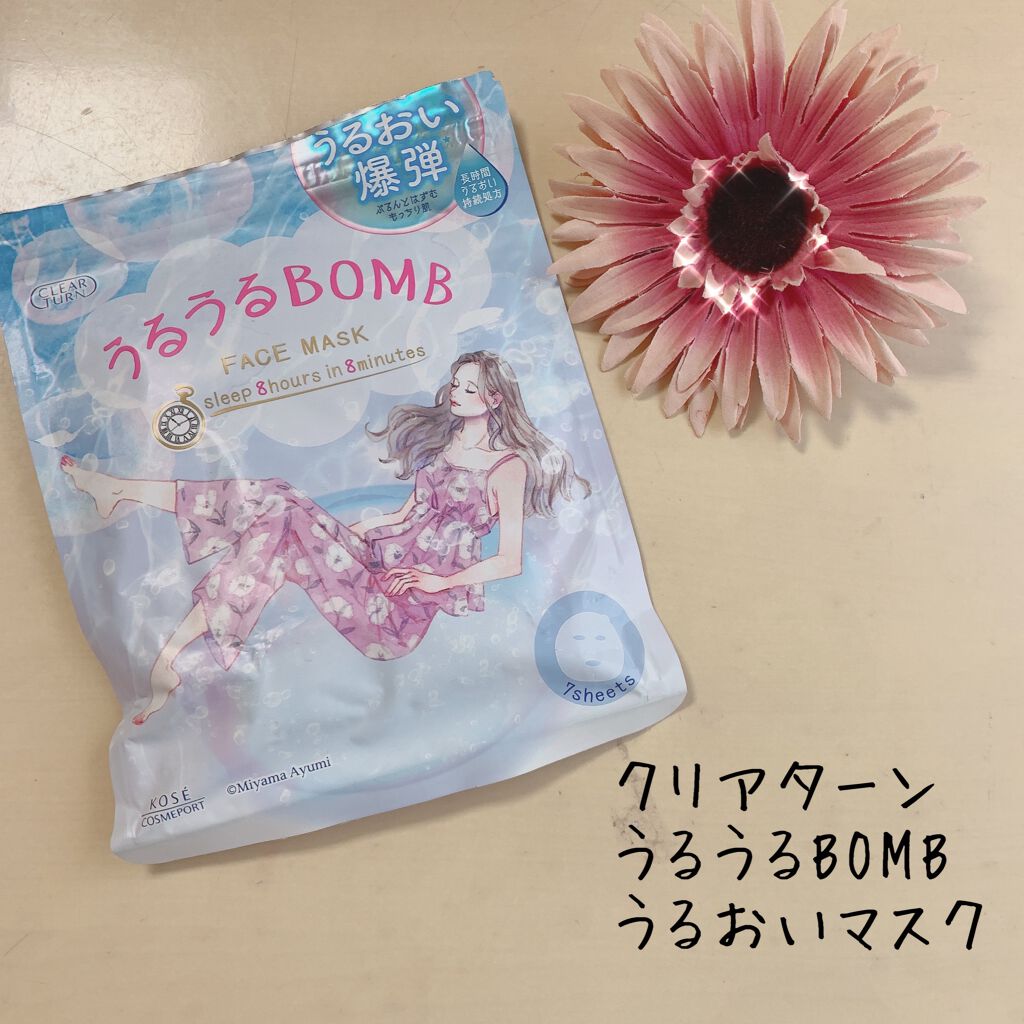 うるおい
爆弾
ぷるんとはずむ
もっちり肌
長時間
うるおい
持続処方
CLEAR
TURN
うるうるBOMB
FACE MASK
sleep 8hours in 8minutes
7sheets
©Miyama Ayumi
KOSÉ
COSMEPORT
クリアターン
うるうるBOMB
うるおいマスク